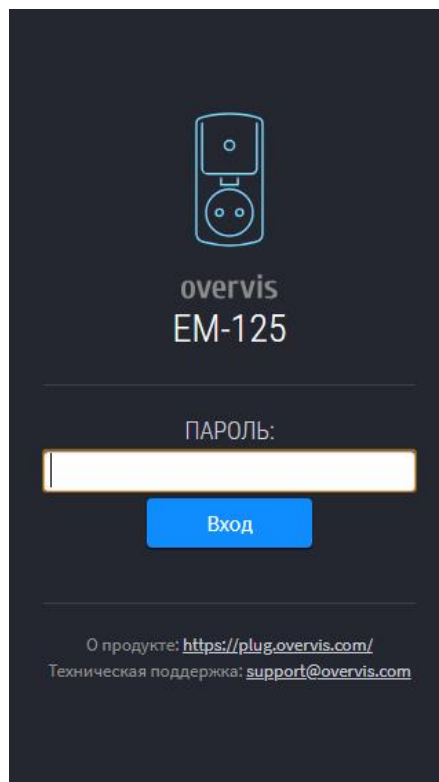 overvis
EM-125
ПАРОЛЬ:
Вход
О продукте: https://plug.overvis.com/
Техническая поддержка: support@overvis.com